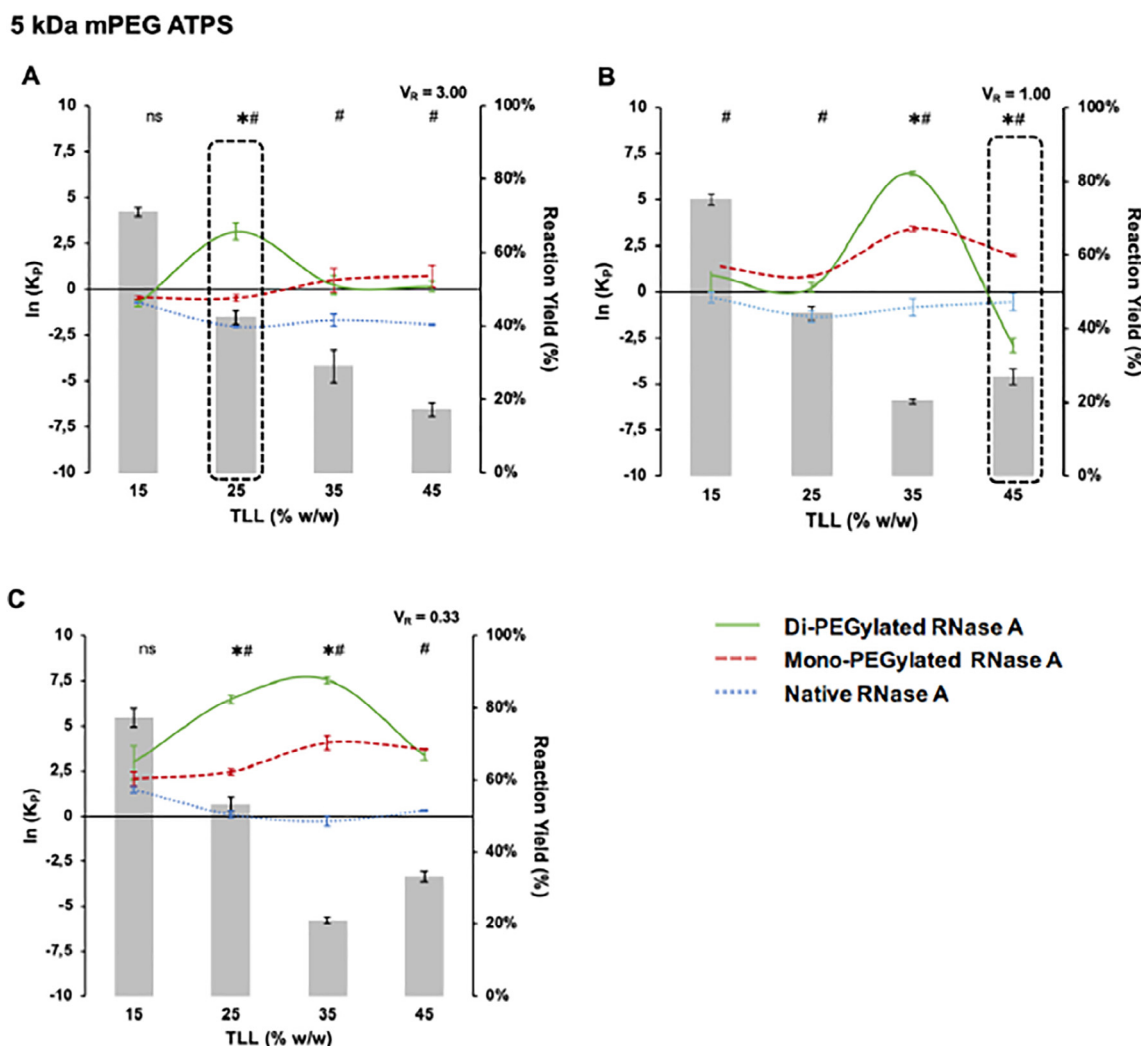 5 kDa mPEG ATPS
A
V_R = 3.00
ns *# # #
10
7,5
5
2,5
0
-2,5
-5
-7,5
-10
ln (K_P)
100%
80%
60%
40%
20%
0%
Reaction Yield (%)
15 25 35 45
TLL (% w/w)
B
V_R = 1.00
# # *# *#
10
7,5
5
2,5
0
-2,5
-5
-7,5
-10
ln (K_P)
100%
80%
60%
40%
20%
0%
Reaction Yield (%)
15 25 35 45
TLL (% w/w)
C
V_R = 0.33
ns *# *# #
10
7,5
5
2,5
0
-2,5
-5
-7,5
-10
ln (K_P)
100%
80%
60%
40%
20%
0%
Reaction Yield (%)
15 25 35 45
TLL (% w/w)
Di-PEGylated RNase A
Mono-PEGylated RNase A
Native RNase A